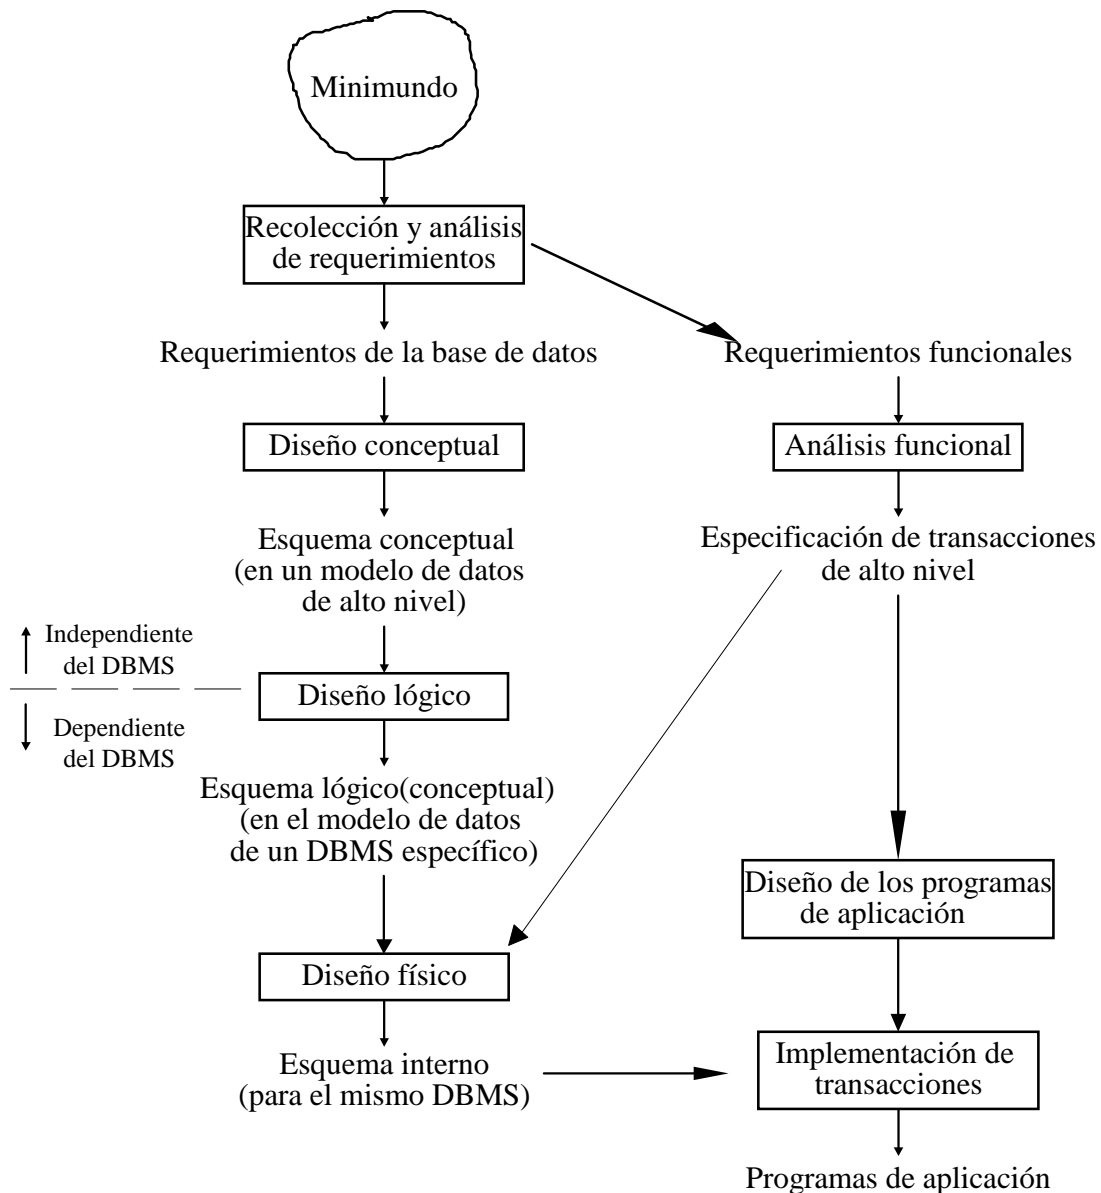 Minimundo
Recolección y análisis
de requerimientos
Requerimientos de la base de datos
Requerimientos funcionales
Diseño conceptual
Análisis funcional
Esquema conceptual
(en un modelo de datos
de alto nivel)
Especificación de transacciones
de alto nivel
Independiente
del DBMS
Diseño lógico
Dependiente
del DBMS
Esquema lógico(conceptual)
(en el modelo de datos
de un DBMS específico)
Diseño de los programas
de aplicación
Diseño físico
Esquema interno
(para el mismo DBMS)
Implementación de
transacciones
Programas de aplicación